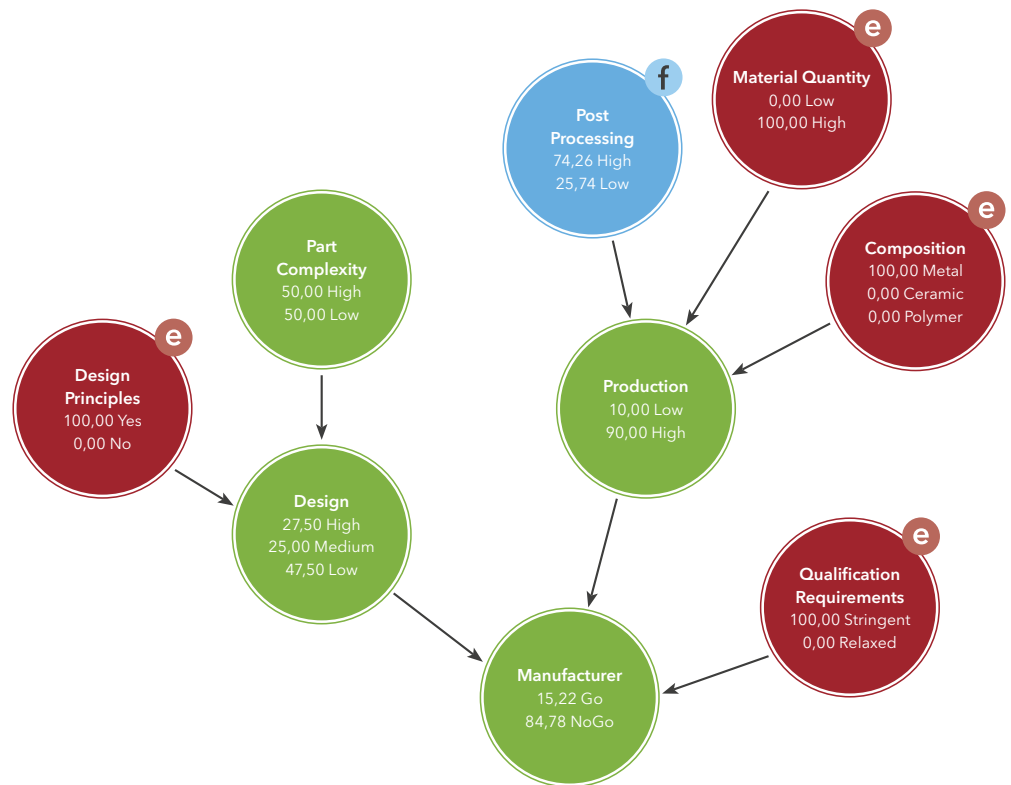 e
Material Quantity
0,00 Low
100,00 High
f
Post
Processing
74,26 High
25,74 Low
e
Composition
100,00 Metal
0,00 Ceramic
0,00 Polymer
Part
Complexity
50,00 High
50,00 Low
e
Design
Principles
100,00 Yes
0,00 No
Production
10,00 Low
90,00 High
Design
27,50 High
25,00 Medium
47,50 Low
e
Qualification
Requirements
100,00 Stringent
0,00 Relaxed
Manufacturer
15,22 Go
84,78 NoGo